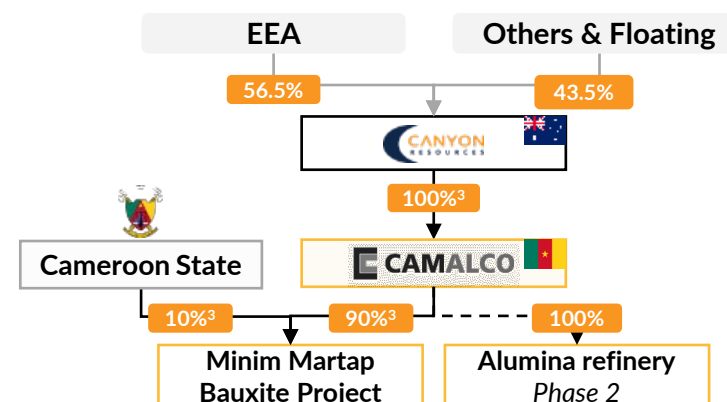 EEA
Others & Floating
56.5%
43.5%
CANYON
RESOURCES
100%³
Cameroon State
CAMALCO
10%³
90%³
100%
Minim Martap
Bauxite Project
Alumina refinery
Phase 2